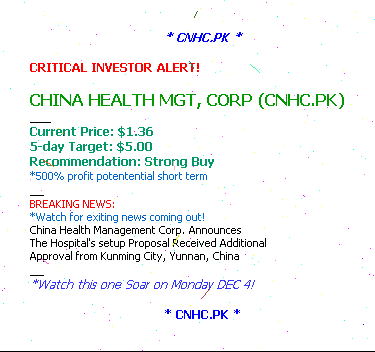 * CNHC.PK *
CRITICAL INVESTOR ALERT!
CHINA HEALTH MGT, CORP (CNHC.PK)
Current Price: $1.36
5-day Target: $5.00
Recommendation: Strong Buy
*500% profit potentential short term
BREAKING NEWS:
*Watch for exiting news coming out!
China Health Management Corp. Announces
The Hospital's setup Proposal Received Additional
Approval from Kunming City, Yunnan, China
*Watch this one Soar on Monday DEC 4!
* CNHC.PK *